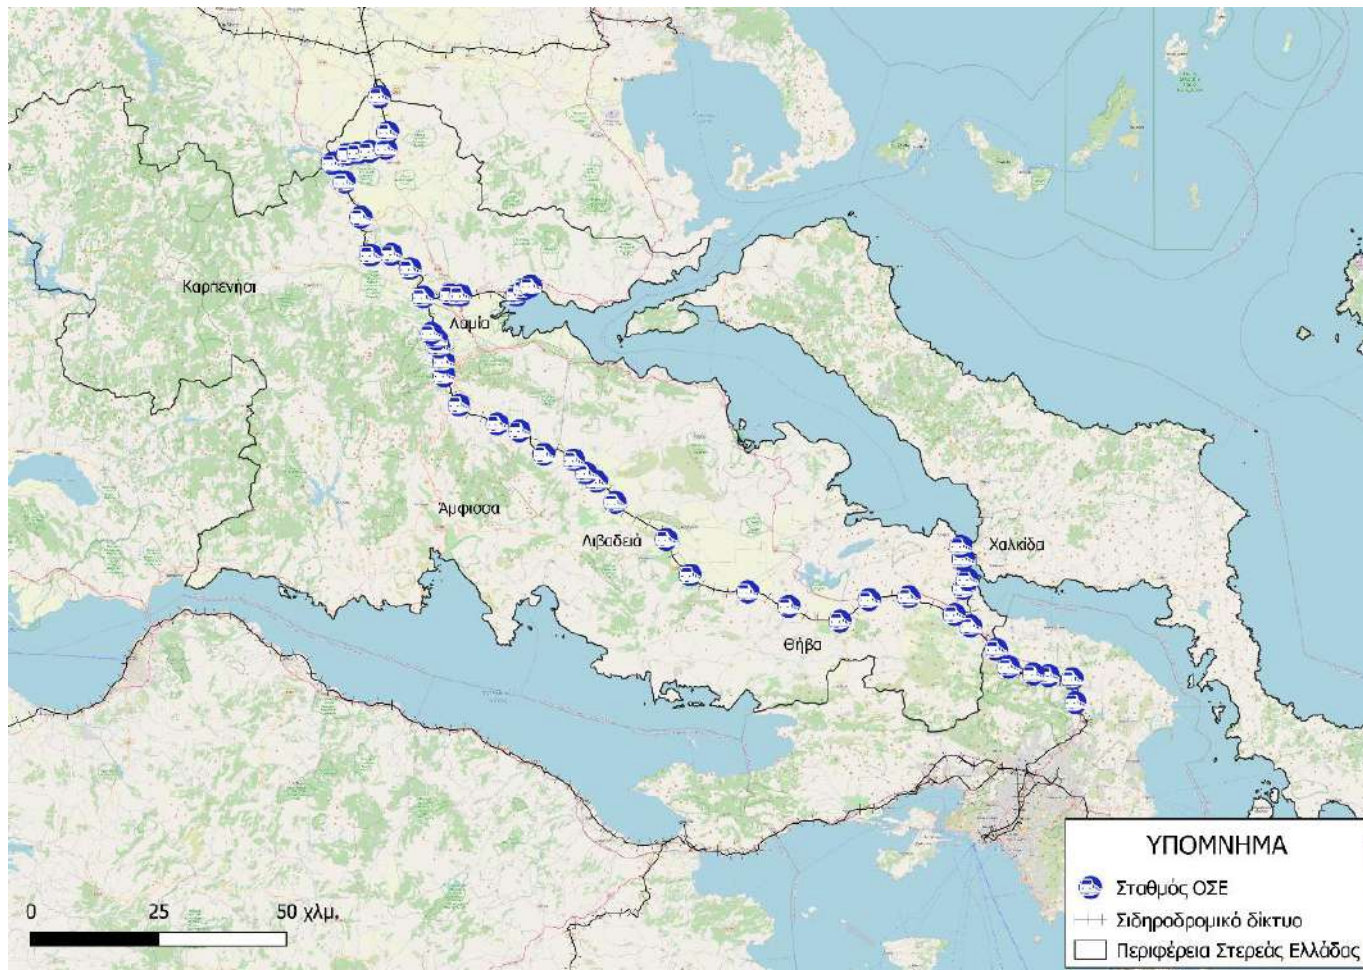 Καρπενήσι
Λαμία
Άμφισσα
Λιβαδειά
Χαλκίδα
Θήβα
0 25 50 χλμ.
ΥΠΟΜΝΗΜΑ
Σταθμός ΟΣΕ
Σιδηροδρομικό δίκτυο
Περιφέρεια Στερεάς Ελλάδας